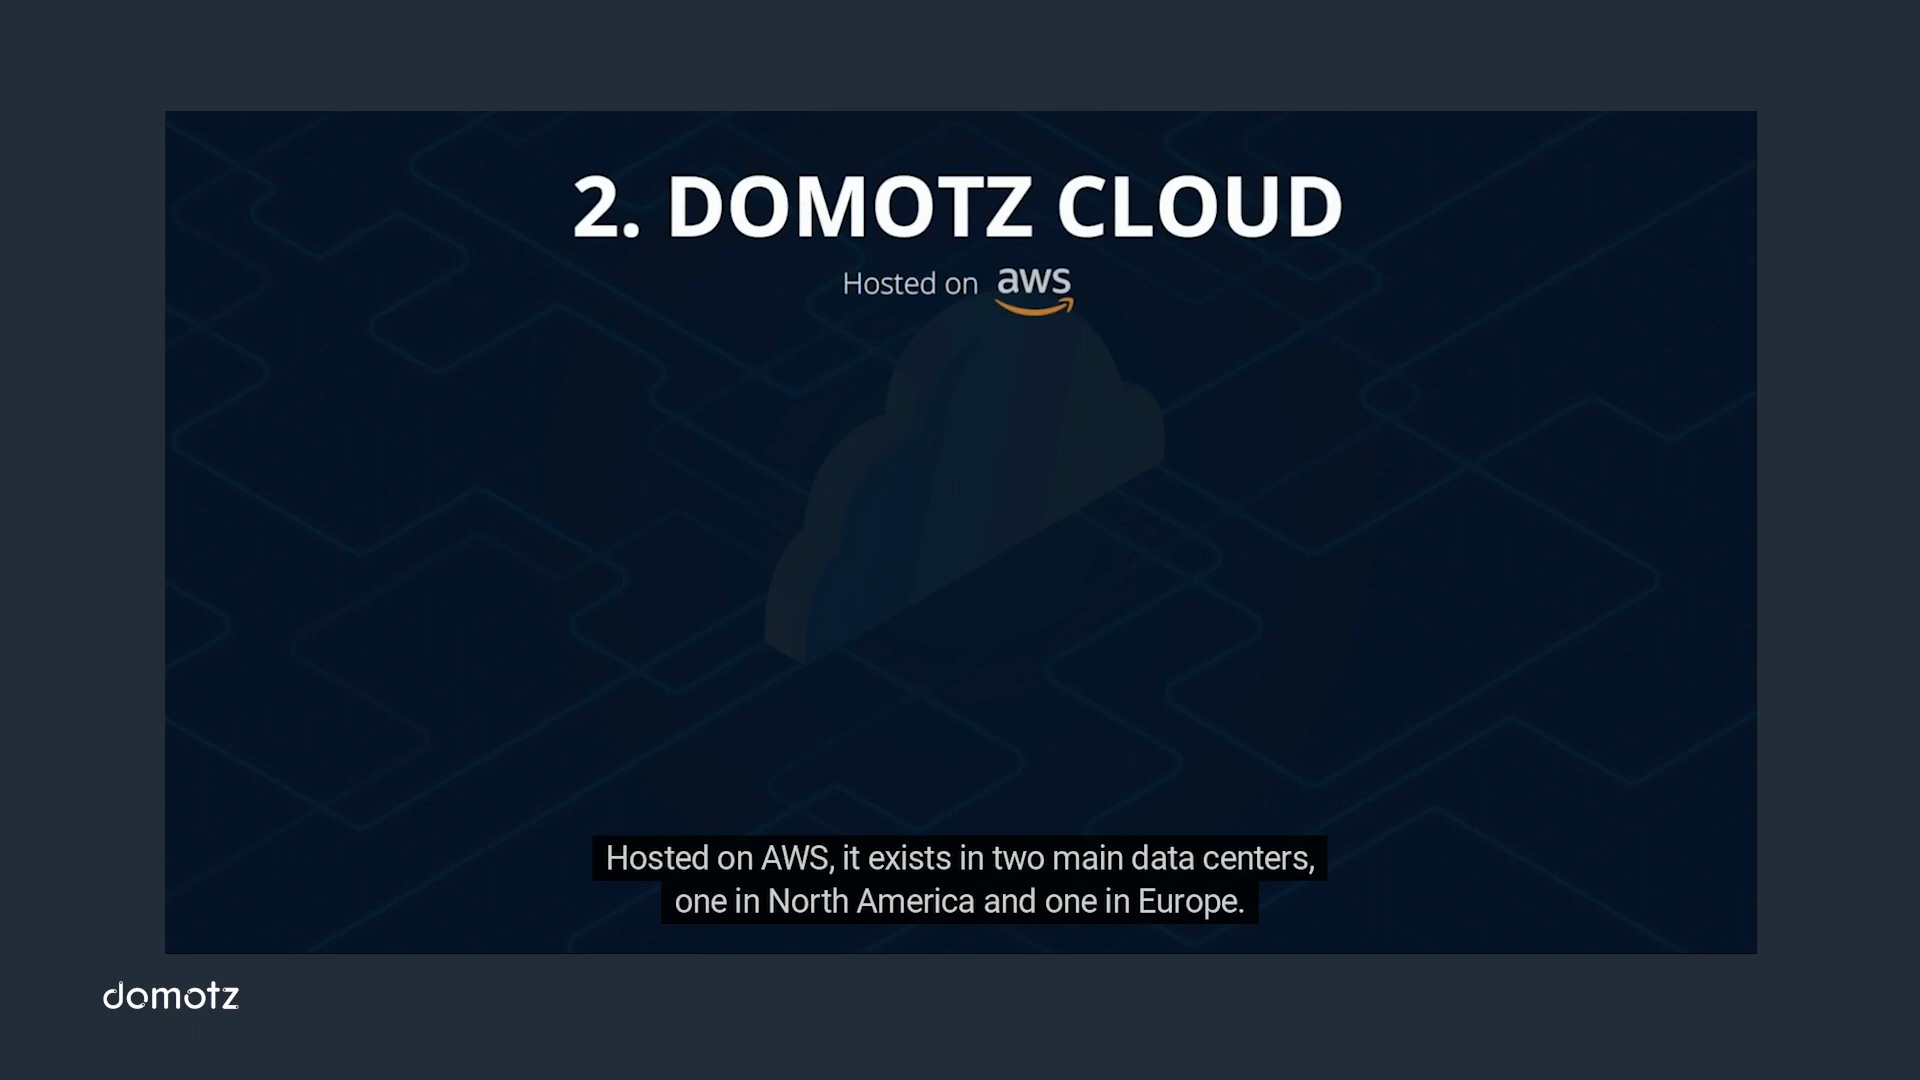 2. DOMOTZ CLOUD
Hosted on aws
Hosted on AWS, it exists in two main data centers,
one in North America and one in Europe.
domotz